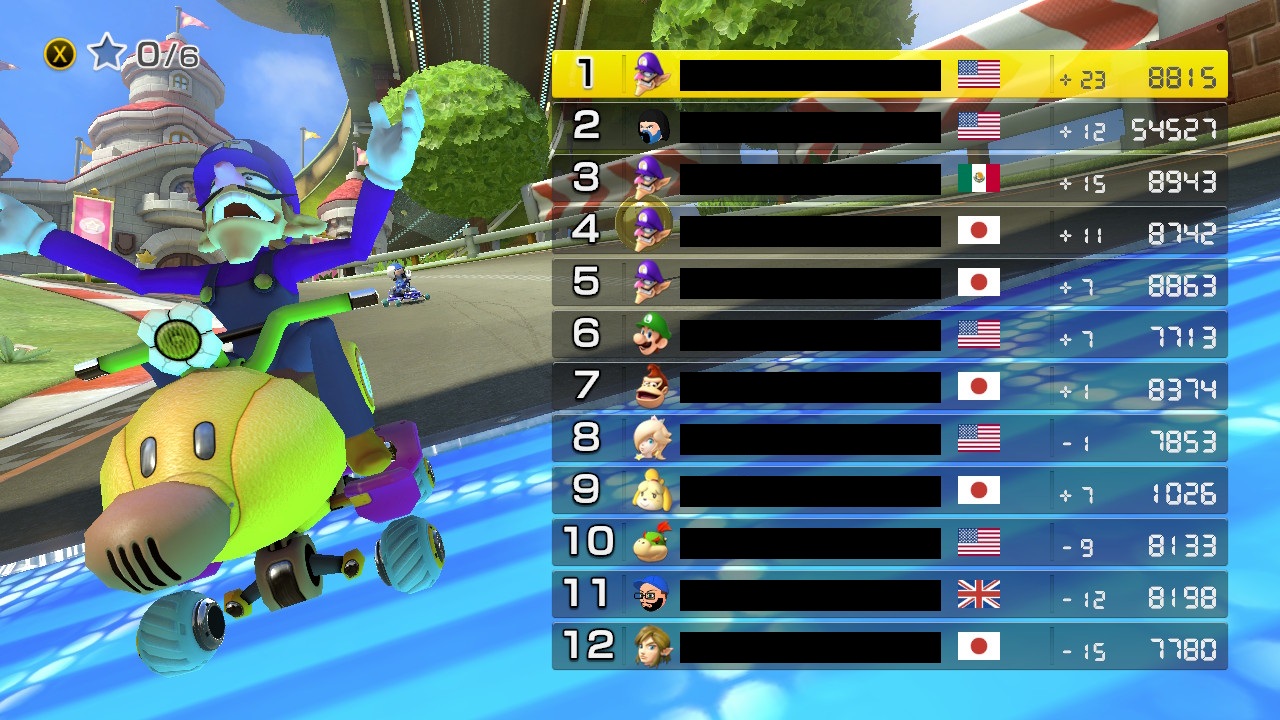 X 0/6
1 + 23 8815
2 + 12 54527
3 + 15 8943
4 + 11 8742
5 + 7 8863
6 + 7 7713
7 + 1 8374
8 - 1 7853
9 + 7 1026
10 - 9 8133
11 - 12 8198
12 - 15 7780